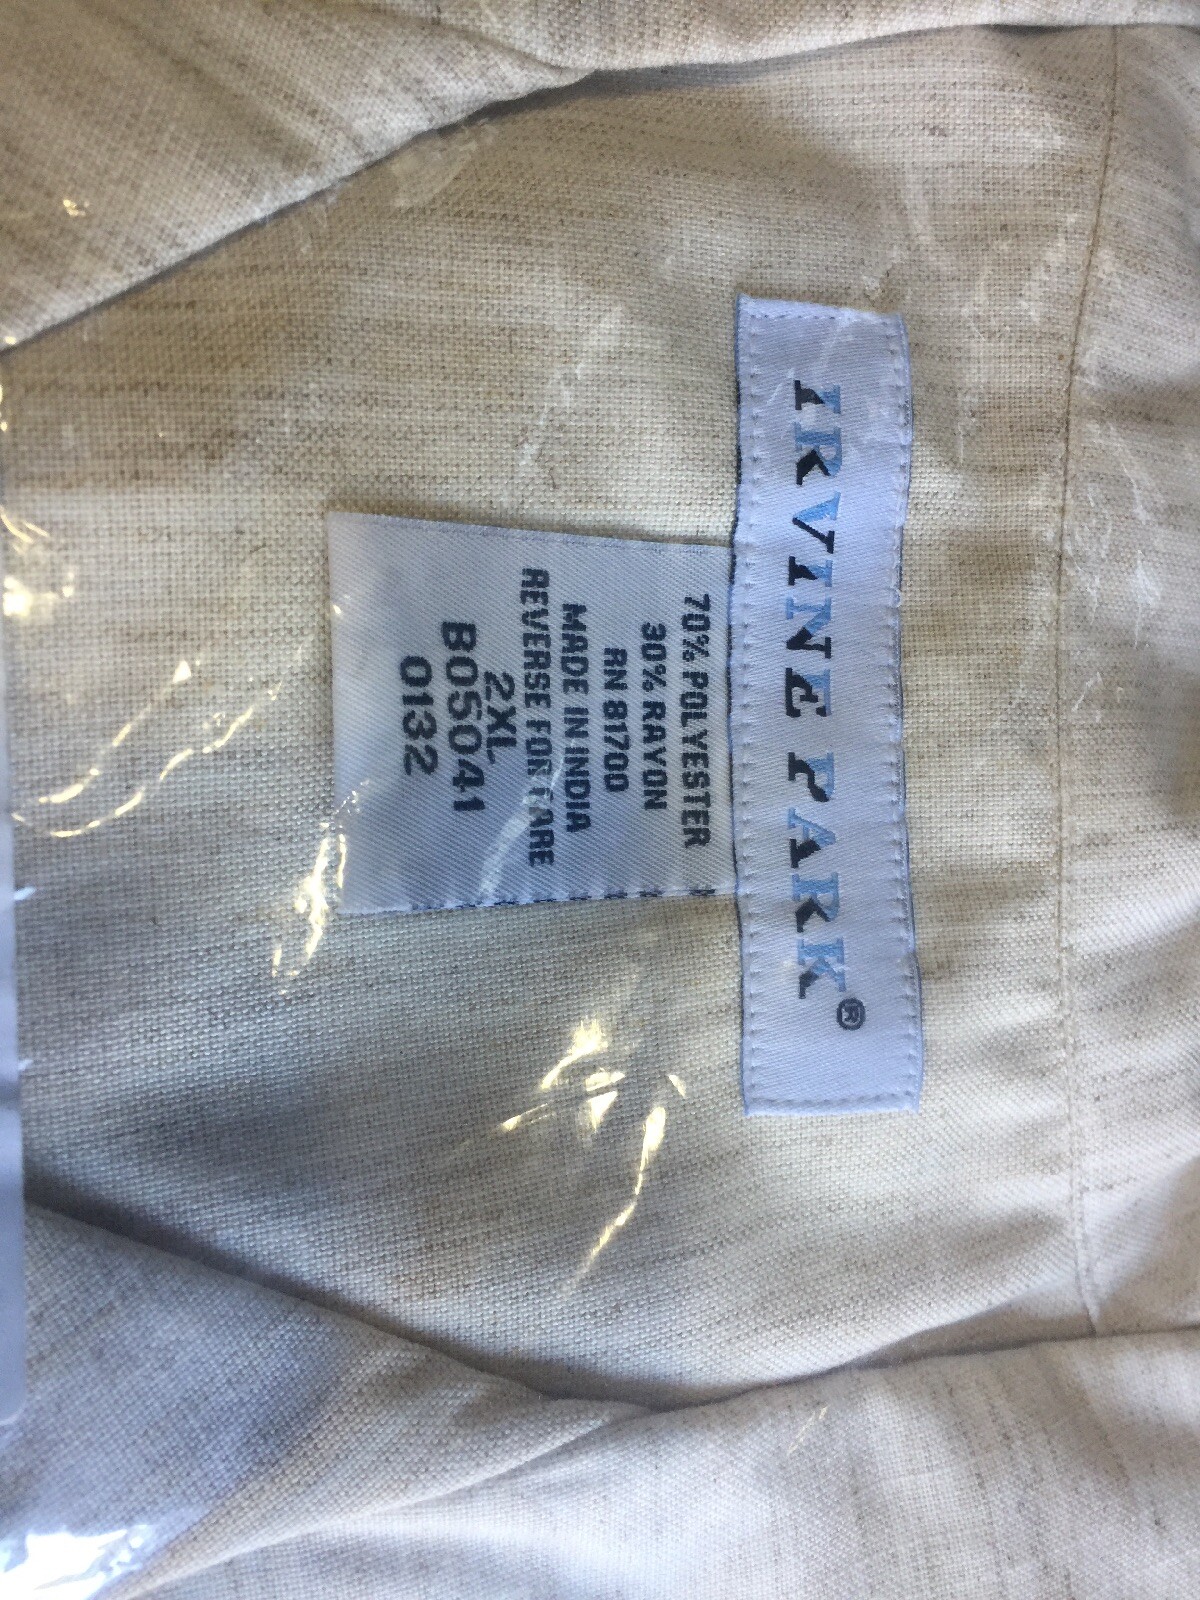 IRVINE PARK®
70% POLYESTER
30% RAYON
RN 81700
MADE IN INDIA
REVERSE FOR CARE
2XL
B05041
0132